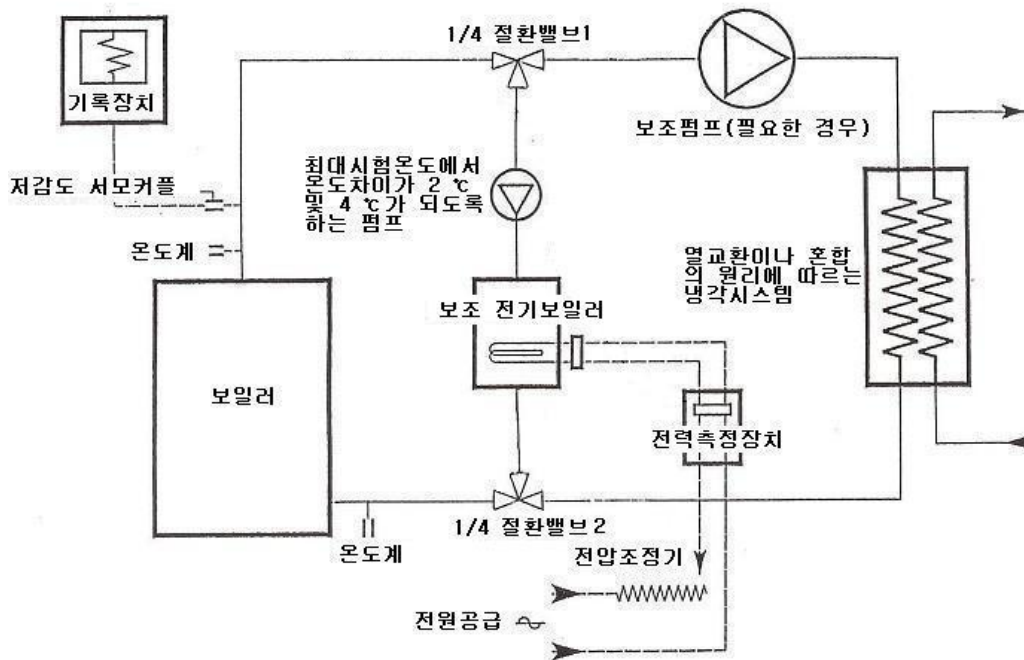 1/4 절환밸브1
기록장치
보조펌프(필요한 경우)
최대시험온도에서
온도차이가 2 ℃
및 4 ℃가 되도록
하는 펌프
저감도 서모커플
온도계
열교환이나 혼합
의 원리에 따르는
냉각시스템
보조 전기보일러
보일러
전력측정장치
1/4 절환밸브2
온도계
전압조정기
전원공급